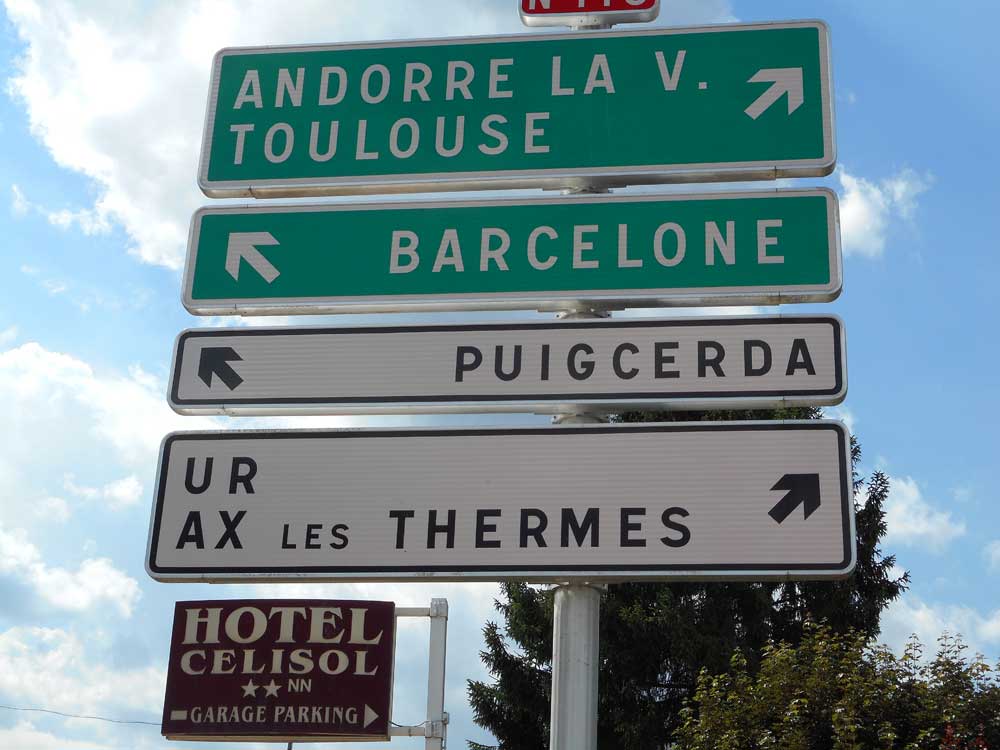 ANDORRE LA V.
TOULOUSE
BARCELONE
PUIGCERDA
UR
AX LES THERMES
HOTEL
CELISOL
NN
GARAGE PARKING